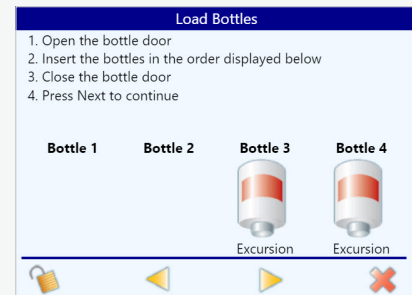 Load Bottles
1. Open the bottle door
2. Insert the bottles in the order displayed below
3. Close the bottle door
4. Press Next to continue
Bottle 1 Bottle 2 Bottle 3 Bottle 4
Excursion Excursion